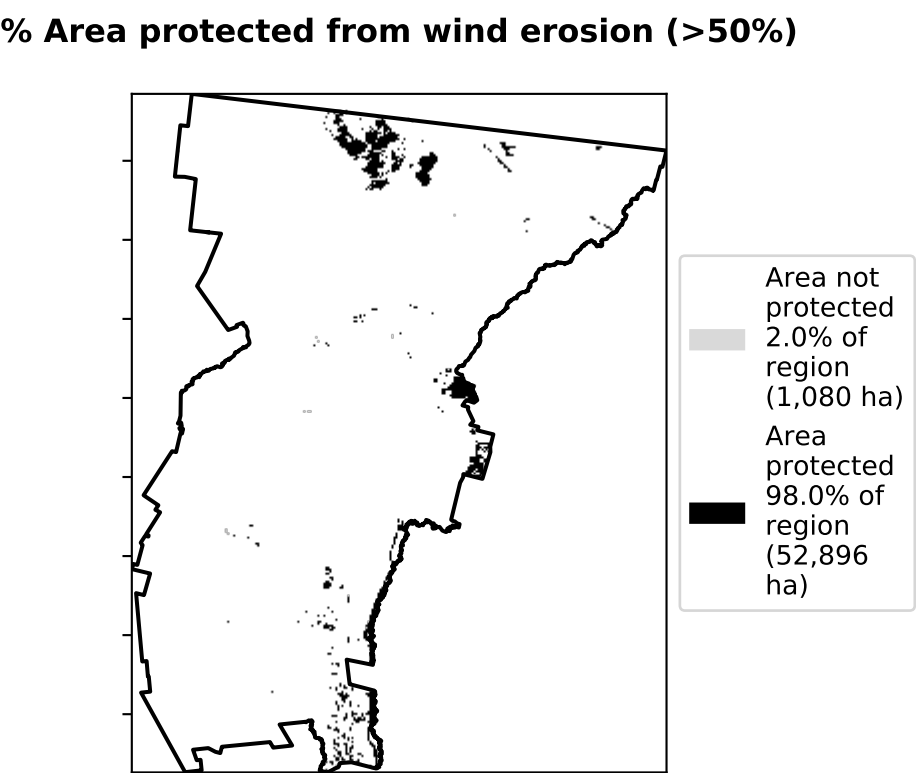 % Area protected from wind erosion (>50%)
Area not
protected
2.0% of
region
(1,080 ha)
Area
protected
98.0% of
region
(52,896
ha)